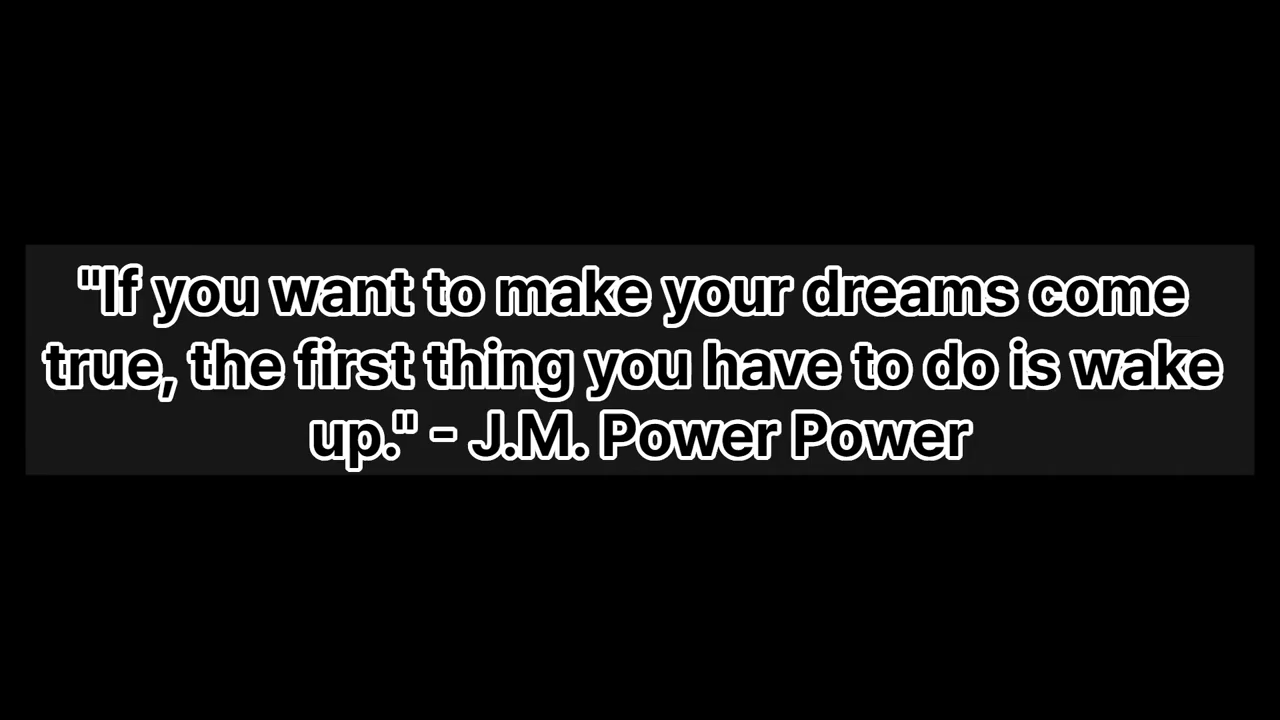 "If you want to make your dreams come
true, the first thing you have to do is wake
up." - J.M. Power Power